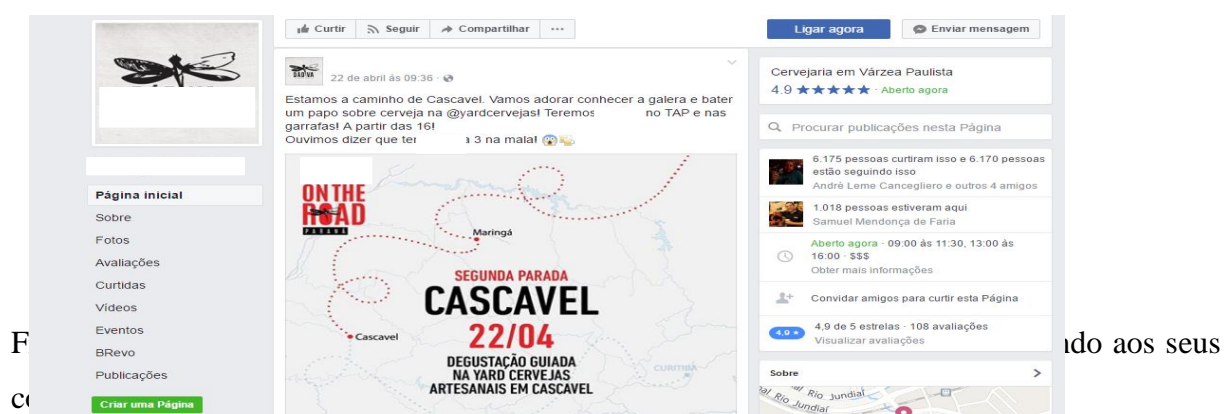 Curtir
Seguir
Compartilhar
Ligar agora
Enviar mensagem
DÁDIVA
22 de abril às 09:36
Estamos a caminho de Cascavel. Vamos adorar conhecer a galera e bater
um papo sobre cerveja na @yardcervejas! Teremos no TAP e nas
garrafas! A partir das 16!
Ouvimos dizer que ter 3 na mala!
ON THE
ROAD
PARANÁ
Maringá
SEGUNDA PARADA
CASCAVEL
22/04
Cascavel
DEGUSTAÇÃO GUIADA
NA YARD CERVEJAS
ARTESANAIS EM CASCAVEL
CURITIBA
Página inicial
Sobre
Fotos
Avaliações
Curtidas
Vídeos
Eventos
BRevo
Publicações
Criar uma Página
Cervejaria em Várzea Paulista
4.9 ★★★★★ · Aberto agora
Procurar publicações nesta Página
6.175 pessoas curtiram isso e 6.170 pessoas
estão seguindo isso
André Leme Cancegliero e outros 4 amigos
1.018 pessoas estiveram aqui
Samuel Mendonça de Faria
Aberto agora · 09:00 às 11:30, 13:00 às
16:00 · $$$
Obter mais informações
Convidar amigos para curtir esta Página
4,9 ★
4,9 de 5 estrelas · 108 avaliações
Visualizar avaliações
Sobre
Rio Jundiaí
Rio Jundiaí
F ndo aos seus